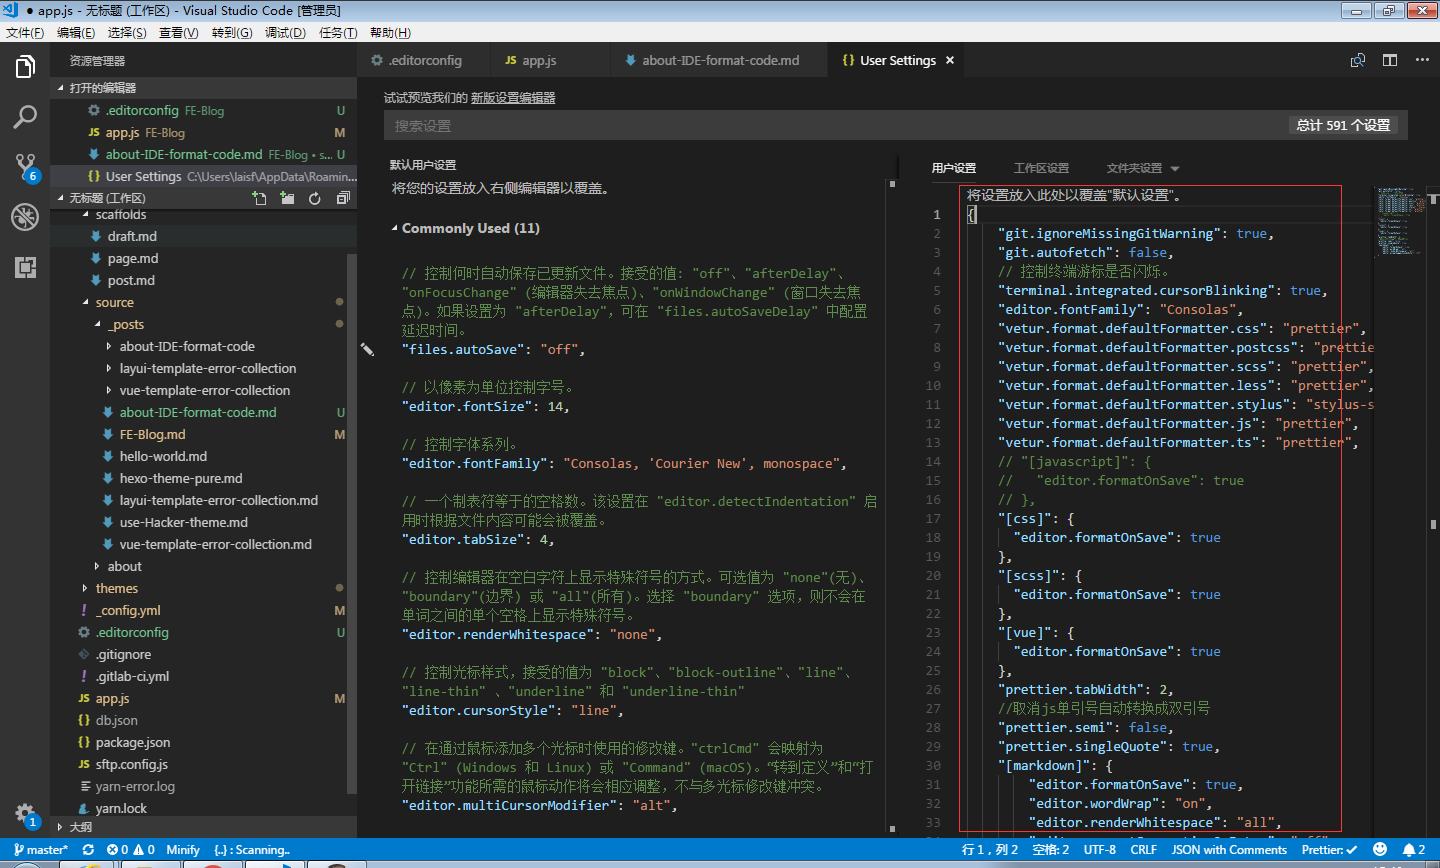 ● app.js - 无标题 (工作区) - Visual Studio Code [管理员]
文件(F) 编辑(E) 选择(S) 查看(V) 转到(G) 调试(D) 任务(T) 帮助(H)
资源管理器
打开的编辑器
.editorconfig FE-Blog U
JS app.js FE-Blog M
about-IDE-format-code.md FE-Blog • s... U
{} User Settings C:\Users\laisf\AppData\Roamin...
无标题 (工作区)
scaffolds
draft.md
page.md
post.md
source
_posts
about-IDE-format-code
layui-template-error-collection
vue-template-error-collection
about-IDE-format-code.md U
FE-Blog.md M
hello-world.md
hexo-theme-pure.md
layui-template-error-collection.md
use-Hacker-theme.md
vue-template-error-collection.md
about
themes
! _config.yml M
.editorconfig U
.gitignore
! .gitlab-ci.yml
JS app.js M
{} db.json
{} package.json
JS sftp.config.js
yarn-error.log
yarn.lock
大纲
6
1
.editorconfig
JS app.js
about-IDE-format-code.md
{} User Settings ×
试试预览我们的 新版设置编辑器
搜索设置 总计 591 个设置
默认用户设置
将您的设置放入右侧编辑器以覆盖。
Commonly Used (11)
// 控制何时自动保存已更新文件。接受的值: "off"、"afterDelay"、
"onFocusChange" (编辑器失去焦点)、"onWindowChange" (窗口失去焦
点)。如果设置为 "afterDelay"，可在 "files.autoSaveDelay" 中配置
延迟时间。
"files.autoSave": "off",
// 以像素为单位控制字号。
"editor.fontSize": 14,
// 控制字体系列。
"editor.fontFamily": "Consolas, 'Courier New', monospace",
// 一个制表符等于的空格数。该设置在 "editor.detectIndentation" 启
用时根据文件内容可能会被覆盖。
"editor.tabSize": 4,
// 控制编辑器在空白字符上显示特殊符号的方式。可选值为 "none"(无)、
"boundary"(边界) 或 "all"(所有)。选择 "boundary" 选项，则不会在
单词之间的单个空格上显示特殊符号。
"editor.renderWhitespace": "none",
// 控制光标样式，接受的值为 "block"、"block-outline"、"line"、
"line-thin" 、"underline" 和 "underline-thin"
"editor.cursorStyle": "line",
// 在通过鼠标添加多个光标时使用的修改键。"ctrlCmd" 会映射为
"Ctrl" (Windows 和 Linux) 或 "Command" (macOS)。“转到定义”和“打
开链接”功能所需的鼠标动作将会相应调整，不与多光标修改键冲突。
"editor.multiCursorModifier": "alt",
用户设置 工作区设置 文件夹设置
将设置放入此处以覆盖"默认设置"。
1 {
2 "git.ignoreMissingGitWarning": true,
3 "git.autofetch": false,
4 // 控制终端游标是否闪烁。
5 "terminal.integrated.cursorBlinking": true,
6 "editor.fontFamily": "Consolas",
7 "vetur.format.defaultFormatter.css": "prettier",
8 "vetur.format.defaultFormatter.postcss": "prettie
9 "vetur.format.defaultFormatter.scss": "prettier",
10 "vetur.format.defaultFormatter.less": "prettier",
11 "vetur.format.defaultFormatter.stylus": "stylus-s
12 "vetur.format.defaultFormatter.js": "prettier",
13 "vetur.format.defaultFormatter.ts": "prettier",
14 // "[javascript]": {
15 // "editor.formatOnSave": true
16 // },
17 "[css]": {
18 "editor.formatOnSave": true
19 },
20 "[scss]": {
21 "editor.formatOnSave": true
22 },
23 "[vue]": {
24 "editor.formatOnSave": true
25 },
26 "prettier.tabWidth": 2,
27 //取消js单引号自动转换成双引号
28 "prettier.semi": false,
29 "prettier.singleQuote": true,
30 "[markdown]": {
31 "editor.formatOnSave": true,
32 "editor.wordWrap": "on",
33 "editor.renderWhitespace": "all",
master* 0 0 Minify {..} : Scanning.. 行 1，列 2 空格: 2 UTF-8 CRLF JSON with Comments Prettier: ✔ 2